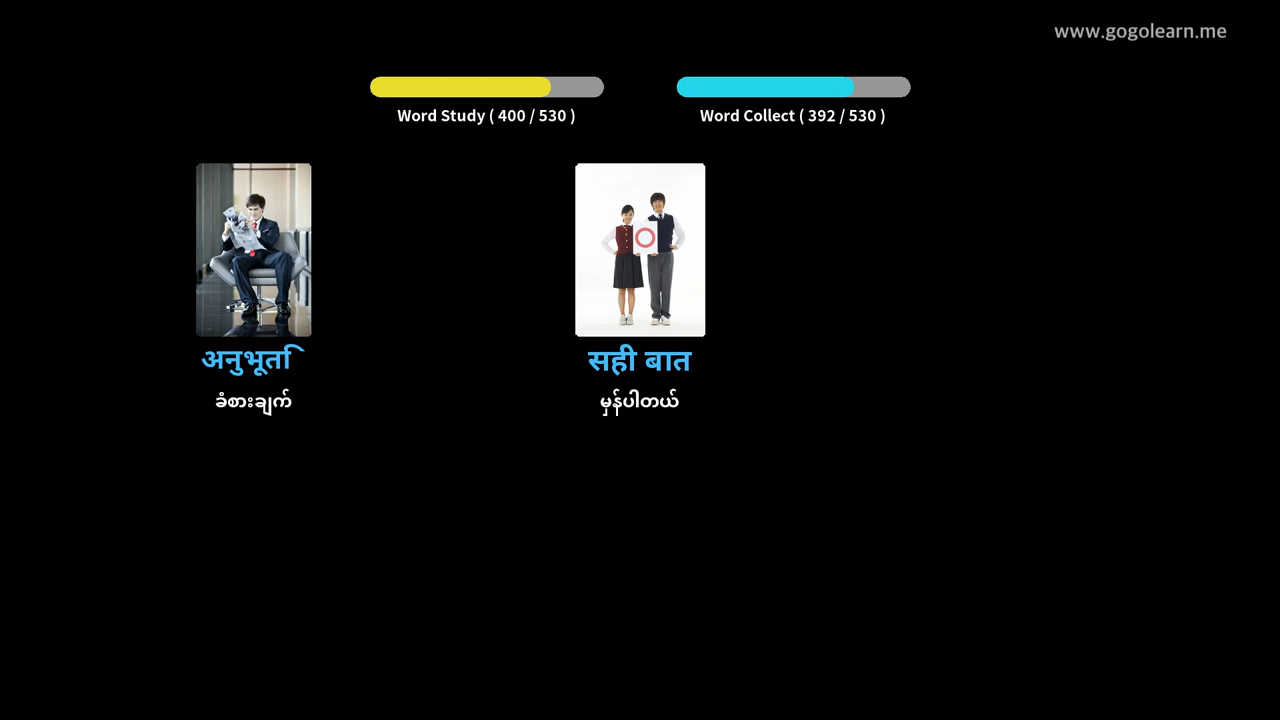 www.gogolearn.me
Word Study ( 400 / 530 )
Word Collect ( 392 / 530 )
अनुभूति
सही बात
ခံစားချက်
မှန်ပါတယ်